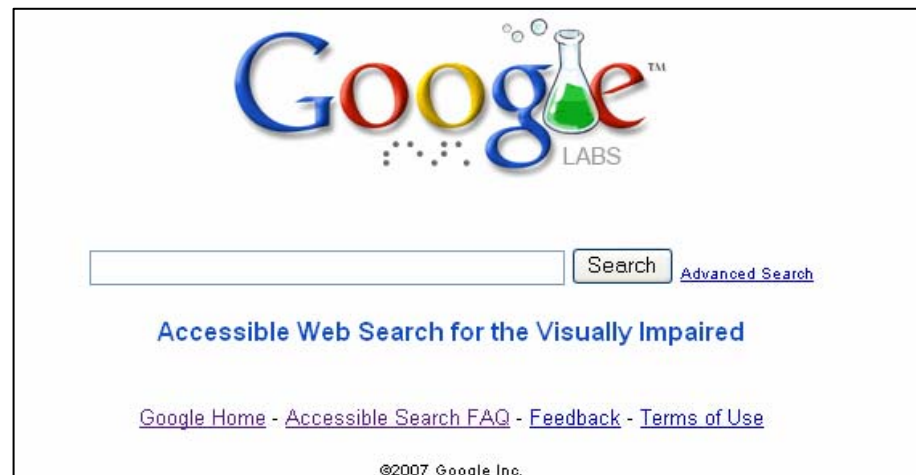 Google™
LABS
Search Advanced Search
Accessible Web Search for the Visually Impaired
Google Home - Accessible Search FAQ - Feedback - Terms of Use
©2007 Google Inc.